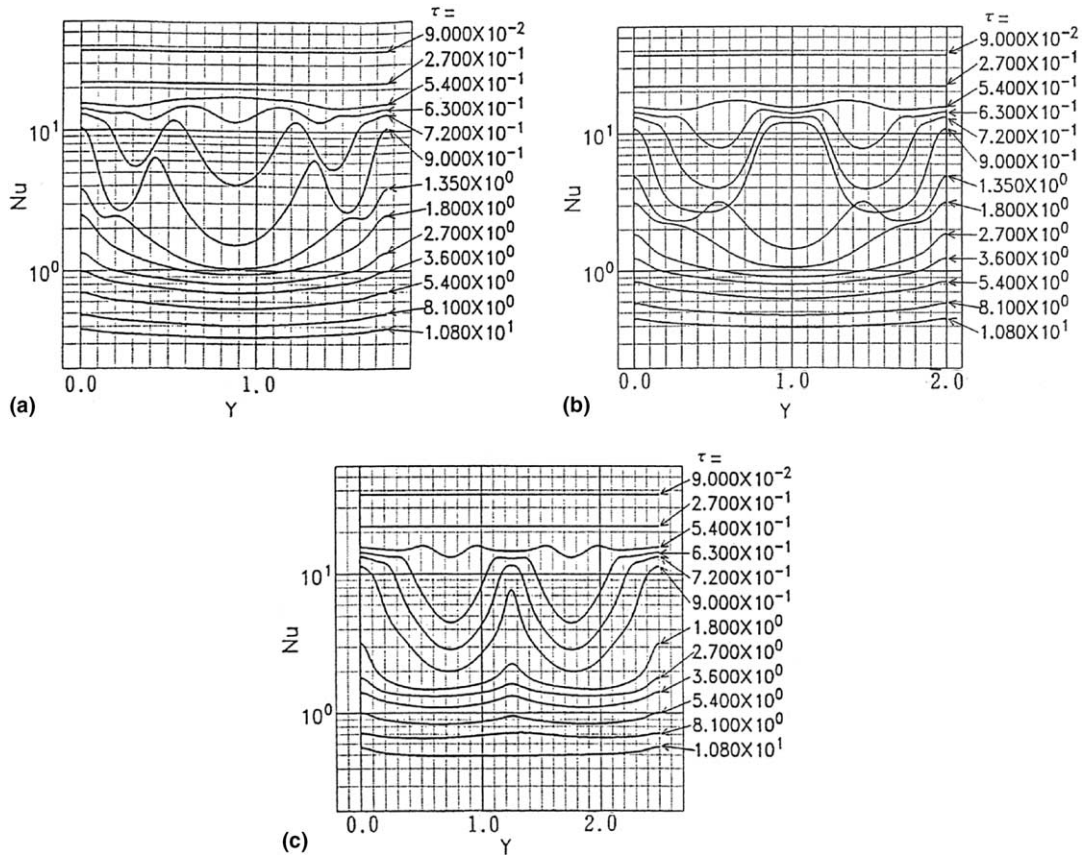 τ=
9.000X10⁻²
2.700X10⁻¹
5.400X10⁻¹
6.300X10⁻¹
7.200X10⁻¹
9.000X10⁻¹
1.350X10⁰
1.800X10⁰
2.700X10⁰
3.600X10⁰
5.400X10⁰
8.100X10⁰
1.080X10¹
10¹
10⁰
Nu
0.0
1.0
Y
(a)
τ=
9.000X10⁻²
2.700X10⁻¹
5.400X10⁻¹
6.300X10⁻¹
7.200X10⁻¹
9.000X10⁻¹
1.350X10⁰
1.800X10⁰
2.700X10⁰
3.600X10⁰
5.400X10⁰
8.100X10⁰
1.080X10¹
10¹
10⁰
Nu
0.0
1.0
2.0
Y
(b)
τ=
9.000X10⁻²
2.700X10⁻¹
5.400X10⁻¹
6.300X10⁻¹
7.200X10⁻¹
9.000X10⁻¹
1.800X10⁰
2.700X10⁰
3.600X10⁰
5.400X10⁰
8.100X10⁰
1.080X10¹
10¹
10⁰
Nu
0.0
1.0
2.0
Y
(c)